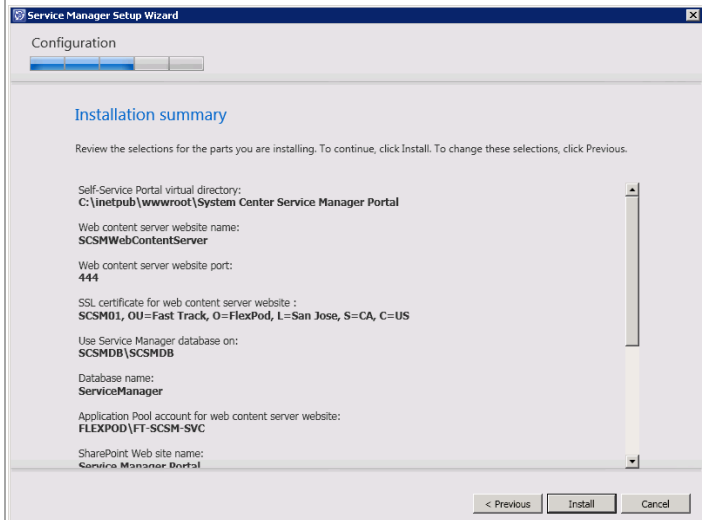 Service Manager Setup Wizard
Configuration
Installation summary
Review the selections for the parts you are installing. To continue, click Install. To change these selections, click Previous.
Self-Service Portal virtual directory:
C:\inetpub\wwwroot\System Center Service Manager Portal
Web content server website name:
SCSMWebContentServer
Web content server website port:
444
SSL certificate for web content server website :
SCSM01, OU=Fast Track, O=FlexPod, L=San Jose, S=CA, C=US
Use Service Manager database on:
SCSMDB\SCSMDB
Database name:
ServiceManager
Application Pool account for web content server website:
FLEXPOD\FT-SCSM-SVC
SharePoint Web site name:
Service Manager Portal
< Previous
Install
Cancel